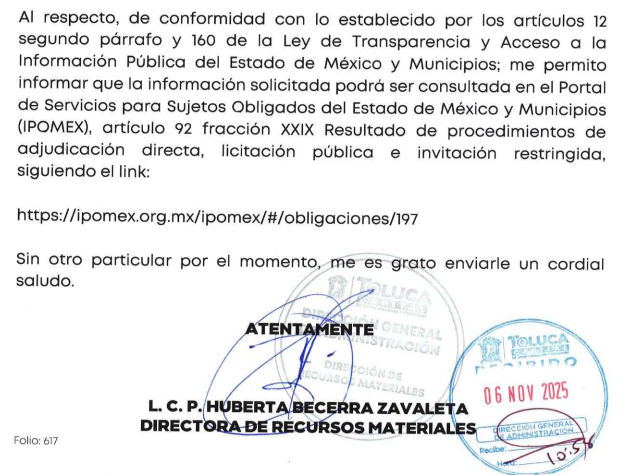 Al respecto, de conformidad con lo establecido por los artículos 12
segundo párrafo y 160 de la Ley de Transparencia y Acceso a la
Información Pública del Estado de México y Municipios; me permito
informar que la información solicitada podrá ser consultada en el Portal
de Servicios para Sujetos Obligados del Estado de México y Municipios
(IPOMEX), artículo 92 fracción XXIX Resultado de procedimientos de
adjudicación directa, licitación pública e invitación restringida,
siguiendo el link:
https://ipomex.org.mx/ipomex/#/obligaciones/197
Sin otro particular por el momento, me es grato enviarle un cordial
saludo.
TOLUCA
DIRECCIÓN GENERAL
DE ADMINISTRACIÓN
DIRECCIÓN DE
RECURSOS MATERIALES
ATENTAMENTE
L. C. P. HUBERTA BECERRA ZAVALETA
DIRECTORA DE RECURSOS MATERIALES
TOLUCA
RECIBIDO
06 NOV 2025
DIRECCIÓN GENERAL
DE ADMINISTRACIÓN
Recibe:
Hora:
Folio: 617